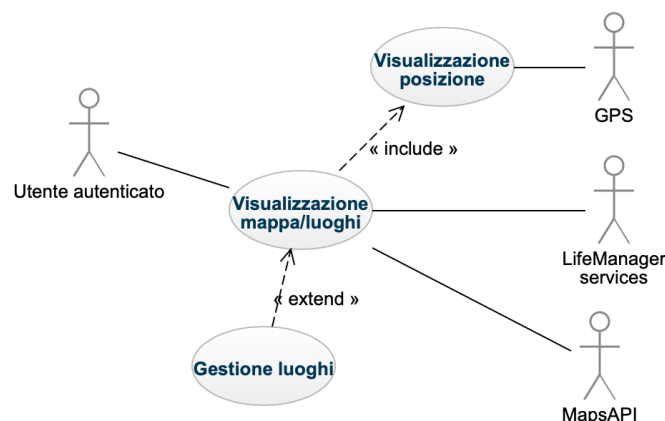 Visualizzazione
posizione
GPS
« include »
Utente autenticato
Visualizzazione
mappa/luoghi
LifeManager
services
« extend »
Gestione luoghi
MapsAPI